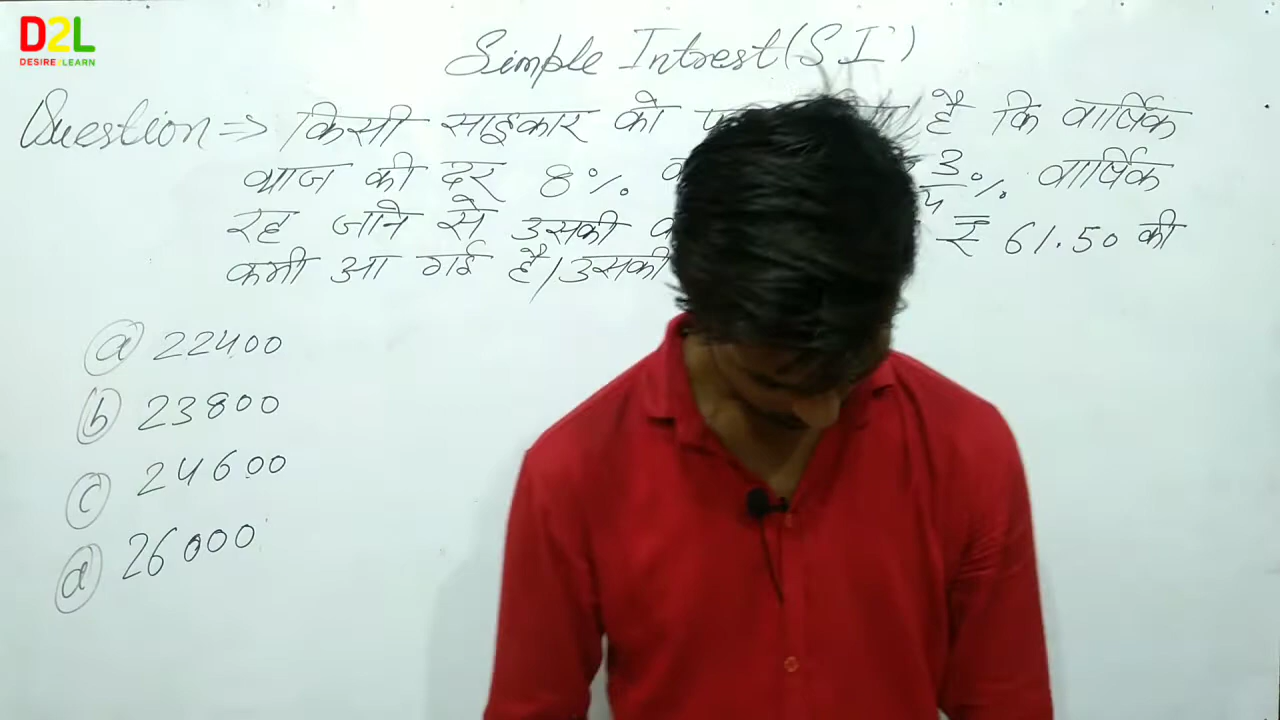 D2L
DESIRE2LEARN
Simple Intrest (SI)
Question => किसी साहूकार को है कि वार्षिक
ब्याज की दर 8% 3/4 % वार्षिक
रह जाने से उसकी ₹ 61.50 की
कमी आ गई है। उसकी
(a) 22400
(b) 23800
(c) 24600
(d) 26000